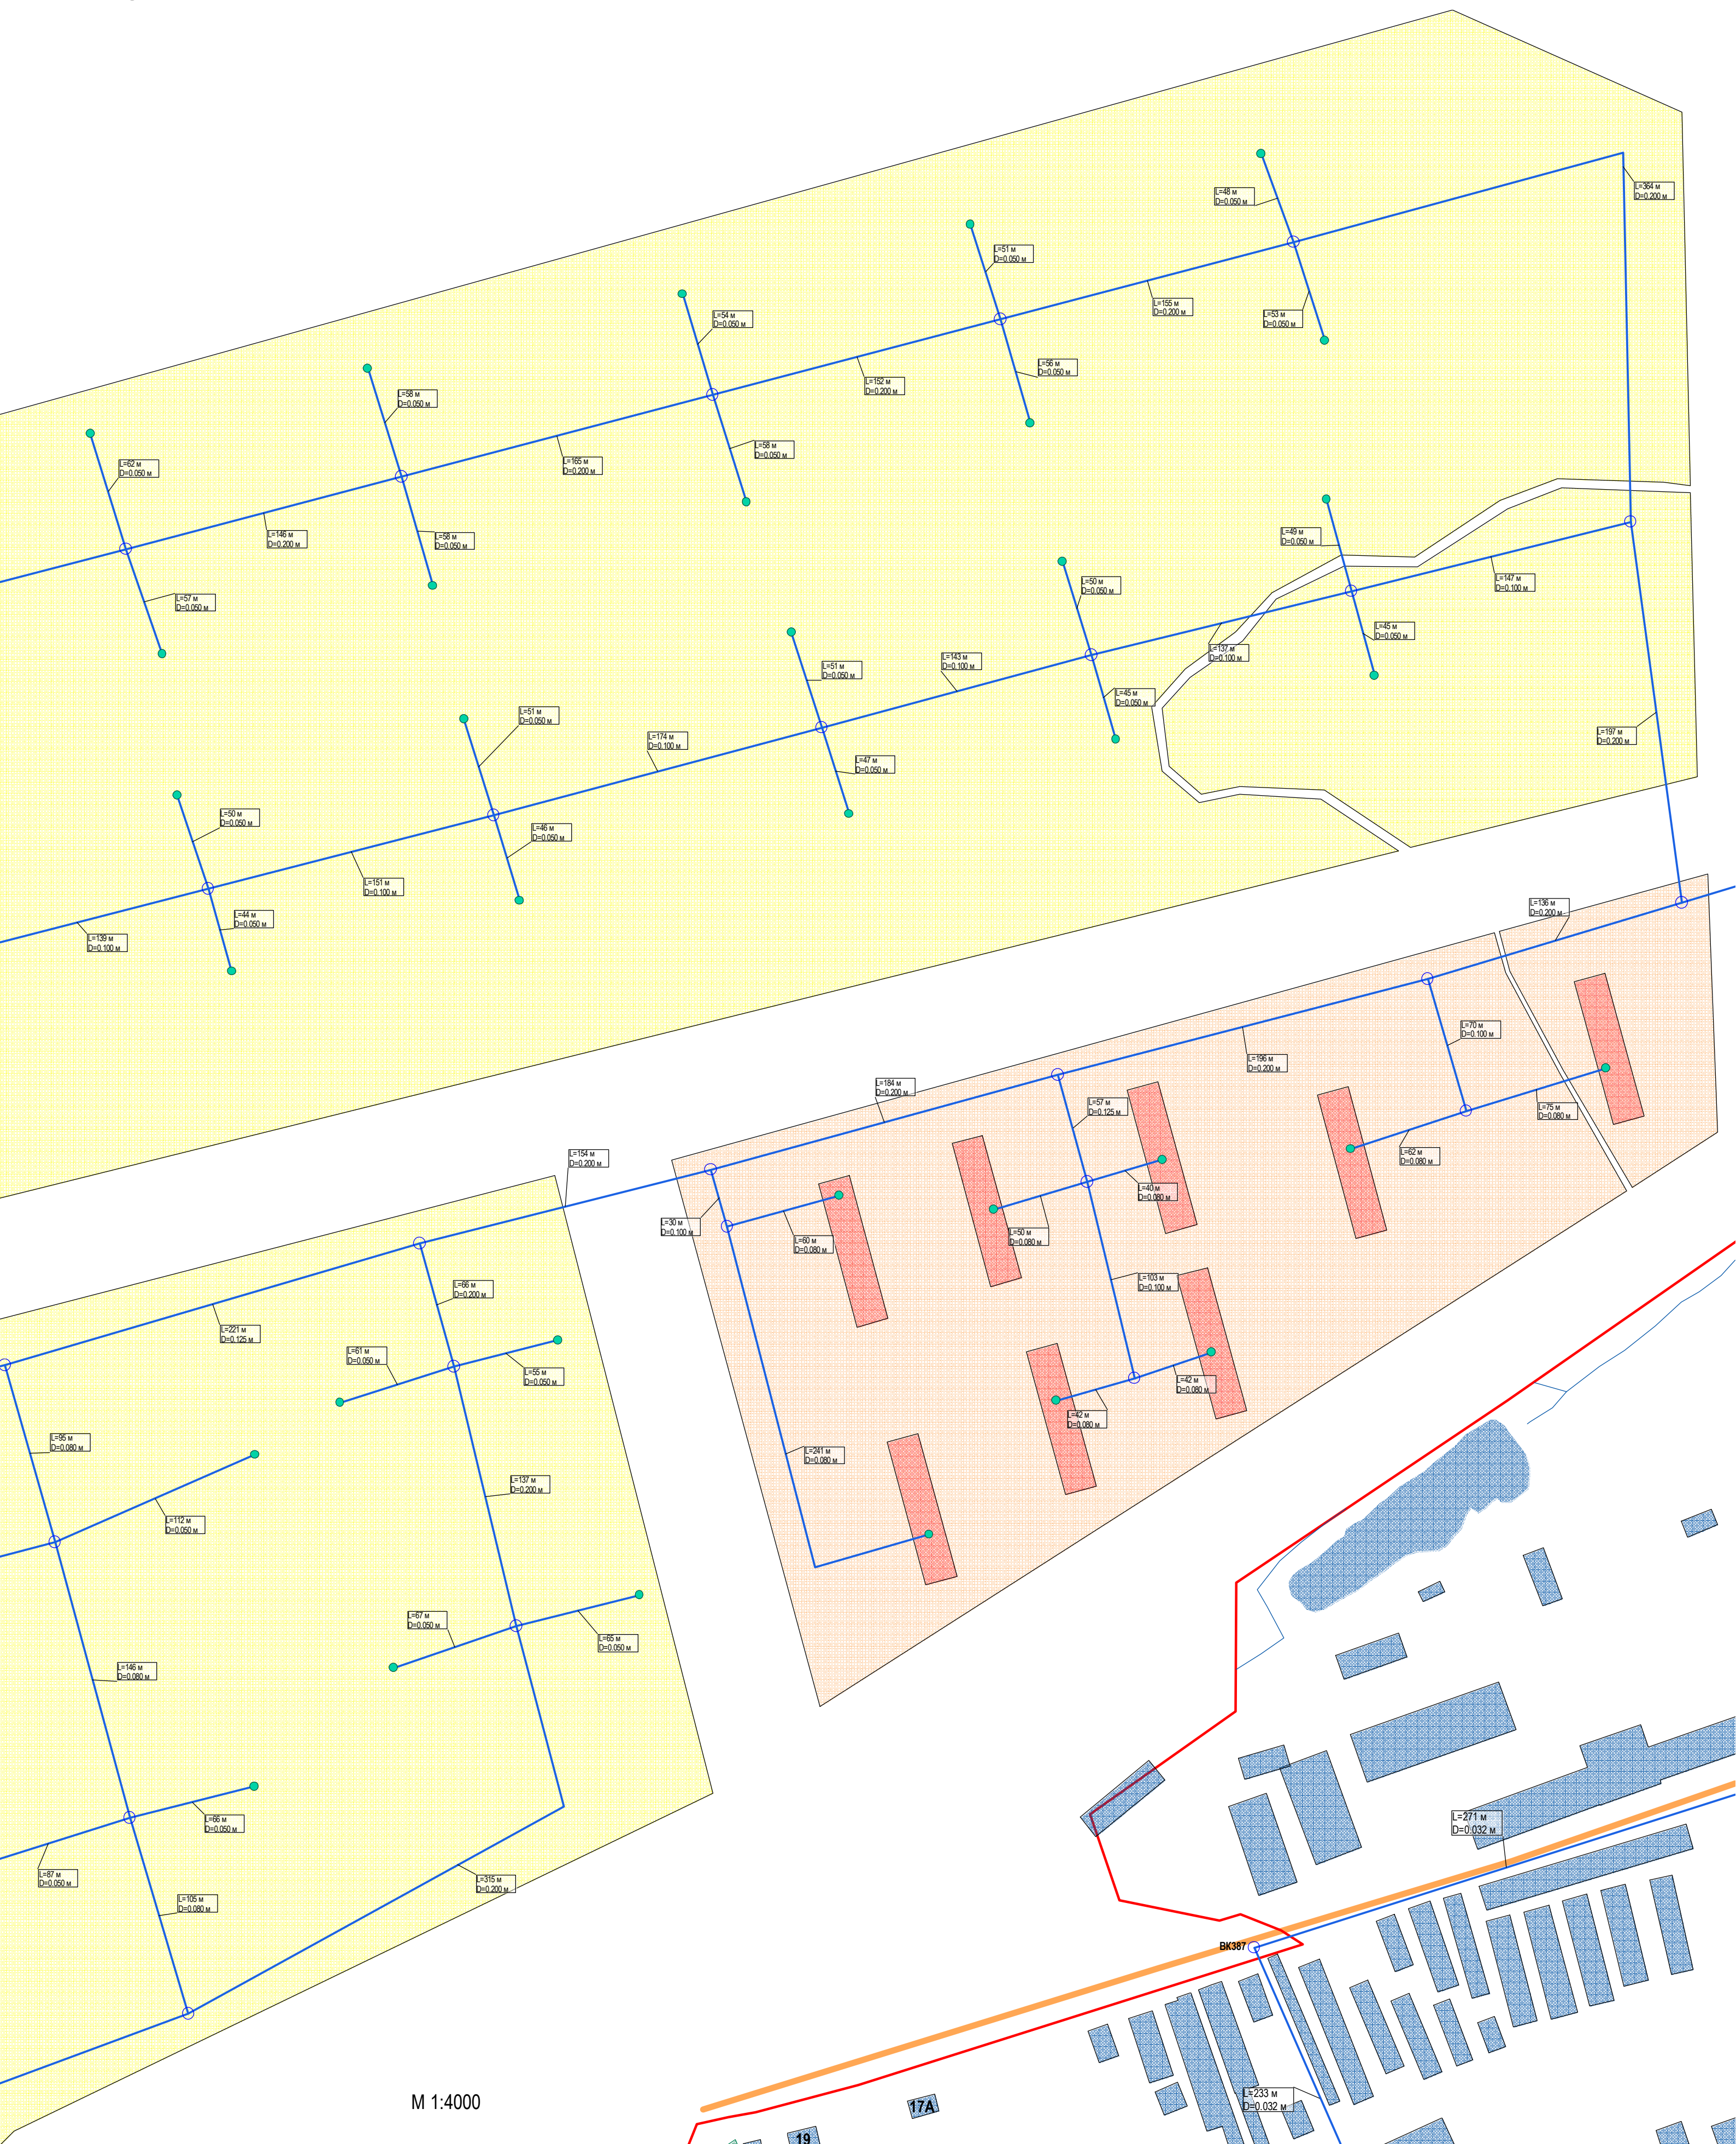 L=48 м
D=0.050 м
L=364 м
D=0.200 м
L=51 м
D=0.050 м
L=155 м
D=0.200 м
L=53 м
D=0.050 м
L=54 м
D=0.050 м
L=56 м
D=0.050 м
L=152 м
D=0.200 м
L=58 м
D=0.050 м
L=58 м
D=0.050 м
L=165 м
D=0.200 м
L=62 м
D=0.050 м
L=146 м
D=0.200 м
L=58 м
D=0.050 м
L=49 м
D=0.050 м
L=147 м
D=0.100 м
L=50 м
D=0.050 м
L=57 м
D=0.050 м
L=45 м
D=0.050 м
L=137 м
D=0.100 м
L=143 м
D=0.100 м
L=51 м
D=0.050 м
L=45 м
D=0.050 м
L=51 м
D=0.050 м
L=174 м
D=0.100 м
L=197 м
D=0.200 м
L=47 м
D=0.050 м
L=50 м
D=0.050 м
L=46 м
D=0.050 м
L=151 м
D=0.100 м
L=136 м
D=0.200 м
L=44 м
D=0.050 м
L=139 м
D=0.100 м
L=70 м
D=0.100 м
L=196 м
D=0.200 м
L=184 м
D=0.200 м
L=57 м
D=0.125 м
L=75 м
D=0.080 м
L=154 м
D=0.200 м
L=62 м
D=0.080 м
L=40 м
D=0.080 м
L=30 м
D=0.100 м
L=60 м
D=0.080 м
L=50 м
D=0.080 м
L=103 м
D=0.100 м
L=66 м
D=0.200 м
L=221 м
D=0.125 м
L=61 м
D=0.050 м
L=55 м
D=0.050 м
L=42 м
D=0.080 м
L=42 м
D=0.080 м
L=95 м
D=0.080 м
L=241 м
D=0.080 м
L=137 м
D=0.200 м
L=112 м
D=0.050 м
L=67 м
D=0.050 м
L=65 м
D=0.050 м
L=146 м
D=0.080 м
L=66 м
D=0.050 м
L=271 м
D=0.032 м
L=87 м
D=0.050 м
L=315 м
D=0.200 м
L=105 м
D=0.080 м
ВК387
L=233 м
D=0.032 м
М 1:4000
17А
19